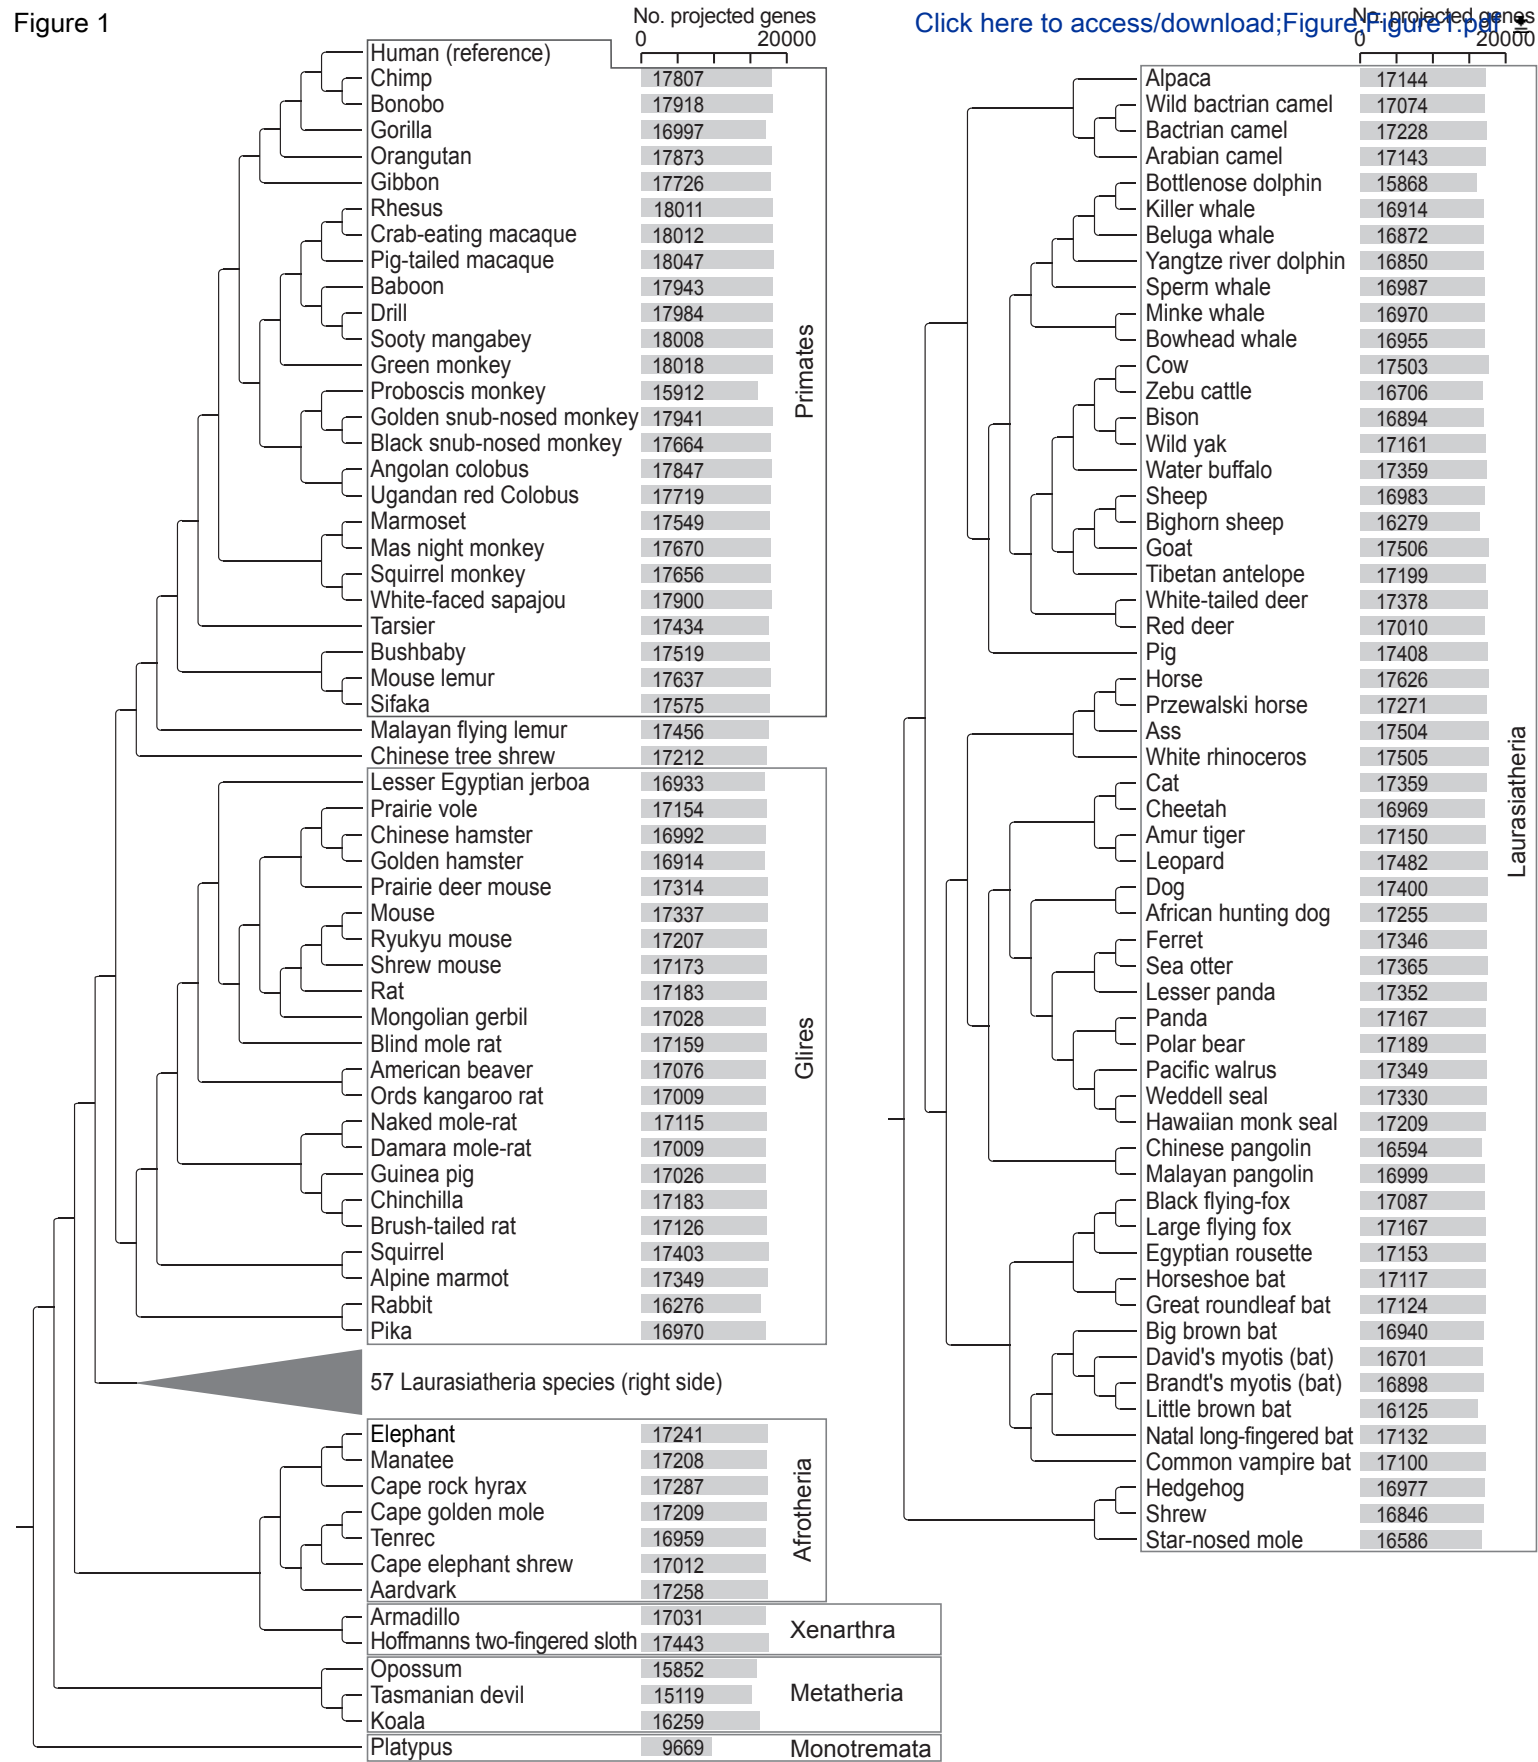 Figure 1
No. projected genes
0 20000
Human (reference)
Chimp 17807
Bonobo 17918
Gorilla 16997
Orangutan 17873
Gibbon 17726
Rhesus 18011
Crab-eating macaque 18012
Pig-tailed macaque 18047
Baboon 17943
Drill 17984
Sooty mangabey 18008
Green monkey 18018
Proboscis monkey 15912
Golden snub-nosed monkey 17941
Black snub-nosed monkey 17664
Angolan colobus 17847
Ugandan red Colobus 17719
Marmoset 17549
Mas night monkey 17670
Squirrel monkey 17656
White-faced sapajou 17900
Tarsier 17434
Bushbaby 17519
Mouse lemur 17637
Sifaka 17575
Primates
Malayan flying lemur 17456
Chinese tree shrew 17212
Lesser Egyptian jerboa 16933
Prairie vole 17154
Chinese hamster 16992
Golden hamster 16914
Prairie deer mouse 17314
Mouse 17337
Ryukyu mouse 17207
Shrew mouse 17173
Rat 17183
Mongolian gerbil 17028
Blind mole rat 17159
American beaver 17076
Ords kangaroo rat 17009
Naked mole-rat 17115
Damara mole-rat 17009
Guinea pig 17026
Chinchilla 17183
Brush-tailed rat 17126
Squirrel 17403
Alpine marmot 17349
Rabbit 16276
Pika 16970
Glires
57 Laurasiatheria species (right side)
Elephant 17241
Manatee 17208
Cape rock hyrax 17287
Cape golden mole 17209
Tenrec 16959
Cape elephant shrew 17012
Aardvark 17258
Afrotheria
Armadillo 17031
Hoffmanns two-fingered sloth 17443
Xenarthra
Opossum 15852
Tasmanian devil 15119
Koala 16259
Metatheria
Platypus 9669
Monotremata
Click here to access/download;Figure;Figure1.pdf
No. projected genes
0 20000
Alpaca 17144
Wild bactrian camel 17074
Bactrian camel 17228
Arabian camel 17143
Bottlenose dolphin 15868
Killer whale 16914
Beluga whale 16872
Yangtze river dolphin 16850
Sperm whale 16987
Minke whale 16970
Bowhead whale 16955
Cow 17503
Zebu cattle 16706
Bison 16894
Wild yak 17161
Water buffalo 17359
Sheep 16983
Bighorn sheep 16279
Goat 17506
Tibetan antelope 17199
White-tailed deer 17378
Red deer 17010
Pig 17408
Horse 17626
Przewalski horse 17271
Ass 17504
White rhinoceros 17505
Cat 17359
Cheetah 16969
Amur tiger 17150
Leopard 17482
Dog 17400
African hunting dog 17255
Ferret 17346
Sea otter 17365
Lesser panda 17352
Panda 17167
Polar bear 17189
Pacific walrus 17349
Weddell seal 17330
Hawaiian monk seal 17209
Chinese pangolin 16594
Malayan pangolin 16999
Black flying-fox 17087
Large flying fox 17167
Egyptian rousette 17153
Horseshoe bat 17117
Great roundleaf bat 17124
Big brown bat 16940
David's myotis (bat) 16701
Brandt's myotis (bat) 16898
Little brown bat 16125
Natal long-fingered bat 17132
Common vampire bat 17100
Hedgehog 16977
Shrew 16846
Star-nosed mole 16586
Laurasiatheria